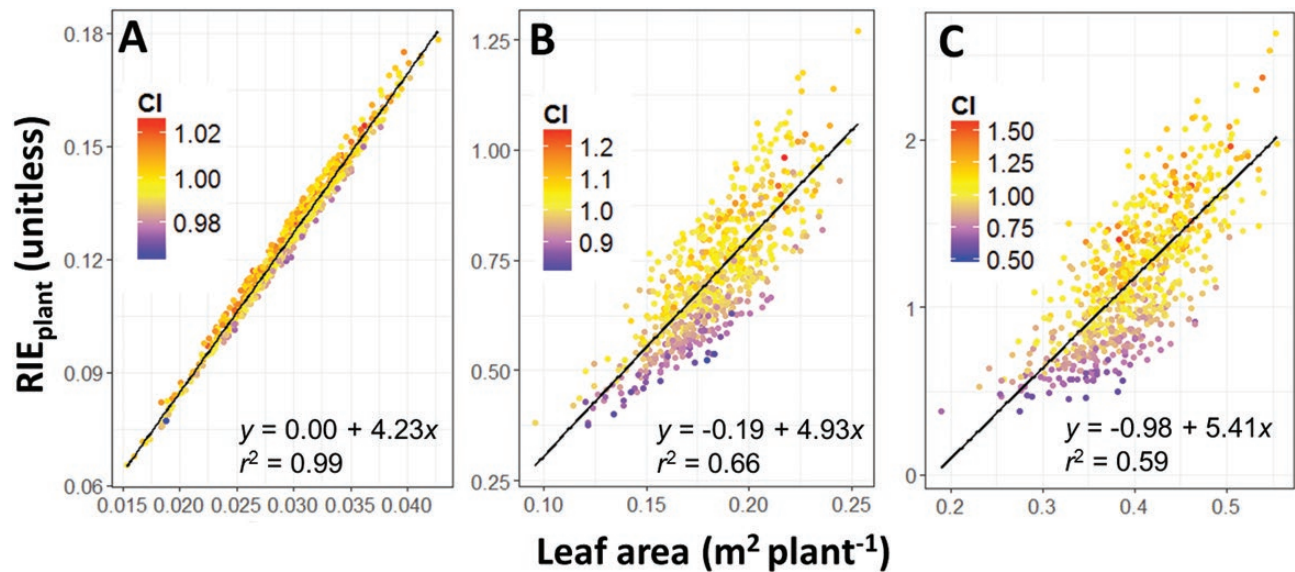 A
B
C
RIEplant (unitless)
0.18
0.15
0.12
0.09
0.06
CI
1.02
1.00
0.98
y = 0.00 + 4.23x
r² = 0.99
0.015 0.020 0.025 0.030 0.035 0.040
1.25
1.00
0.75
0.50
0.25
CI
1.2
1.1
1.0
0.9
y = -0.19 + 4.93x
r² = 0.66
0.10 0.15 0.20 0.25
2
1
0
CI
1.50
1.25
1.00
0.75
0.50
y = -0.98 + 5.41x
r² = 0.59
0.2 0.3 0.4 0.5
Leaf area (m² plant⁻¹)